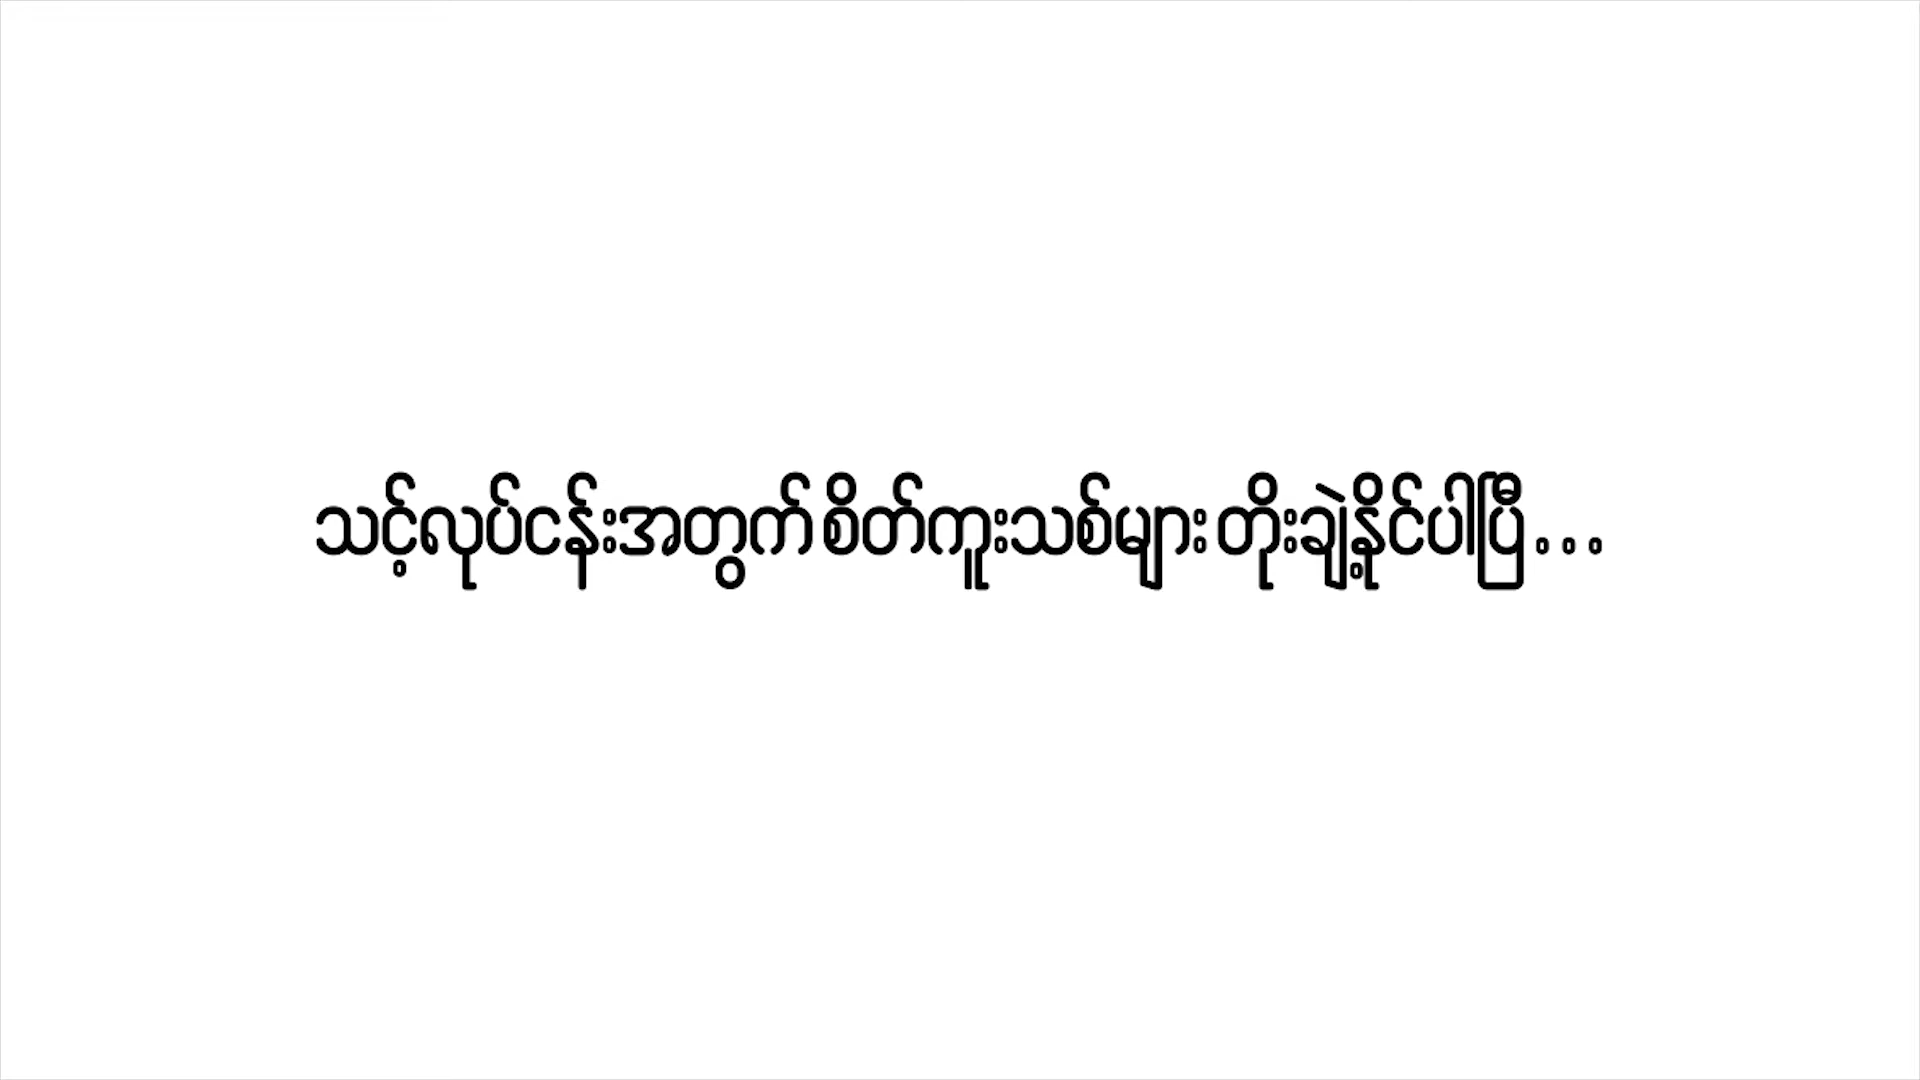 သင့်လုပ်ငန်းအတွက် စိတ်ကူးသစ်များ တိုးချဲ့နိုင်ပါပြီ...